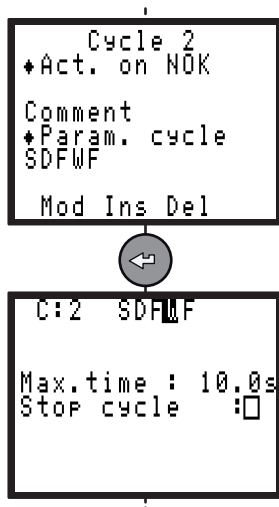 Cycle 2
♦Act. on NOK
Comment
♦Param. cycle
SDFWF
Mod Ins Del
C:2 SDFWF
Max.time : 10.0s
Stop cycle :□